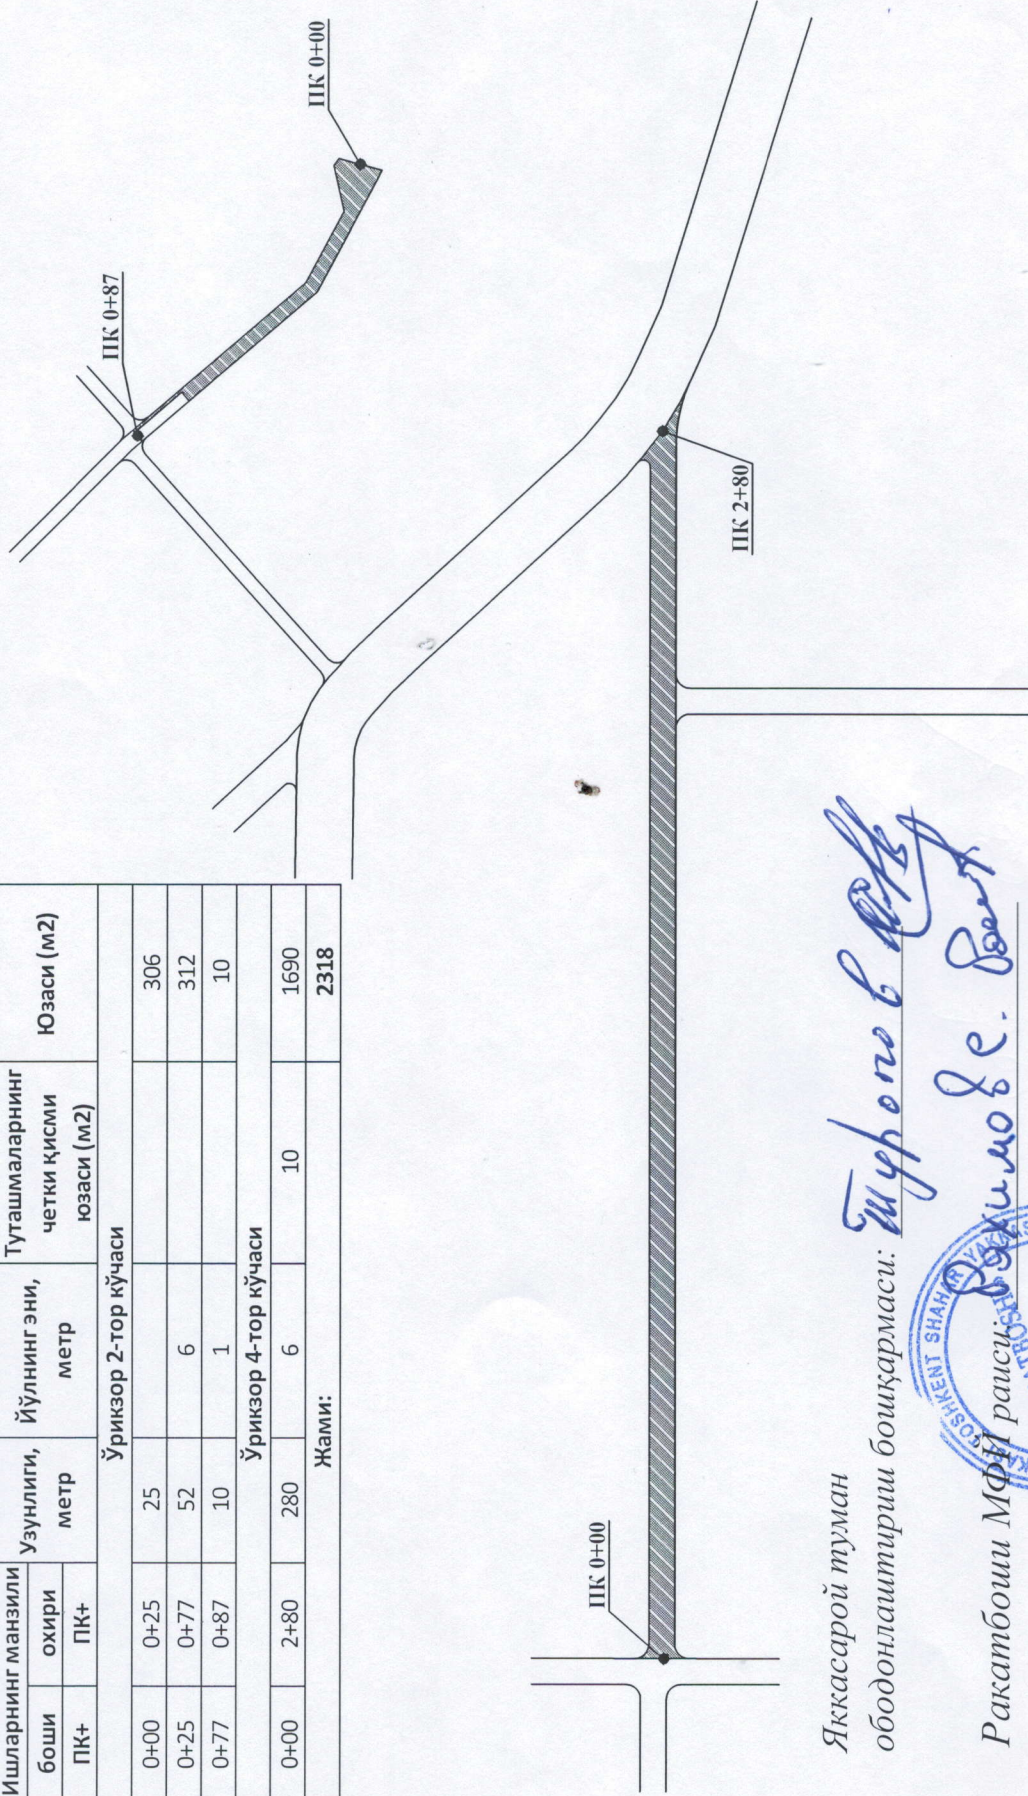 Ишларнинг манзили Узунлиги, метр Йўлнинг эни, метр Туташмаларнинг четки қисми юзаси (м2) Юзаси (м2)
боши охири
ПК+ ПК+
Ўрикзор 2-тор кўчаси
0+00 0+25 25 306
0+25 0+77 52 6 312
0+77 0+87 10 1 10
Ўрикзор 4-тор кўчаси
0+00 2+80 280 6 10 1690
Жами: 2318
ПК 0+87
ПК 0+00
ПК 0+00
ПК 2+80
Яккасарой туман
ободонлаштириш бошқармаси: Туропов
Ракатбоши МФЙ раиси:
TOSHKENT SHAHAR